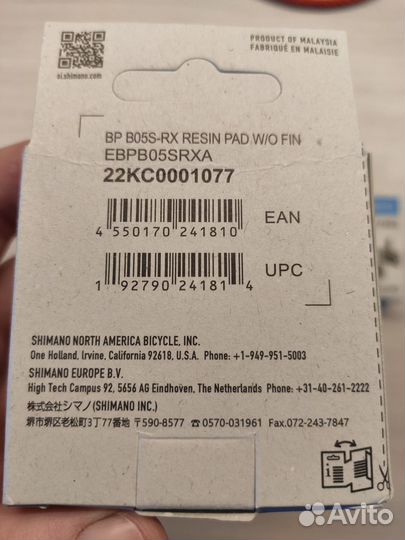 PRODUCT OF MALAYSIA
FABRIQUÉ EN MALAISIE
si.shimano.com
BP B05S-RX RESIN PAD W/O FIN
EBPB05SRXA
22KC0001077
4 550170 241810 EAN
1 92790 24181 4 UPC
SHIMANO NORTH AMERICA BICYCLE, INC.
One Holland, Irvine, California 92618, U.S.A. Phone: +1-949-951-5003
SHIMANO EUROPE B.V.
High Tech Campus 92, 5656 AG Eindhoven, The Netherlands Phone: +31-40-261-2222
株式会社シマノ(SHIMANO INC.)
堺市堺区老松町3丁77番地 〒590-8577 ☎0570-031961 Fax.072-243-7847
Avito